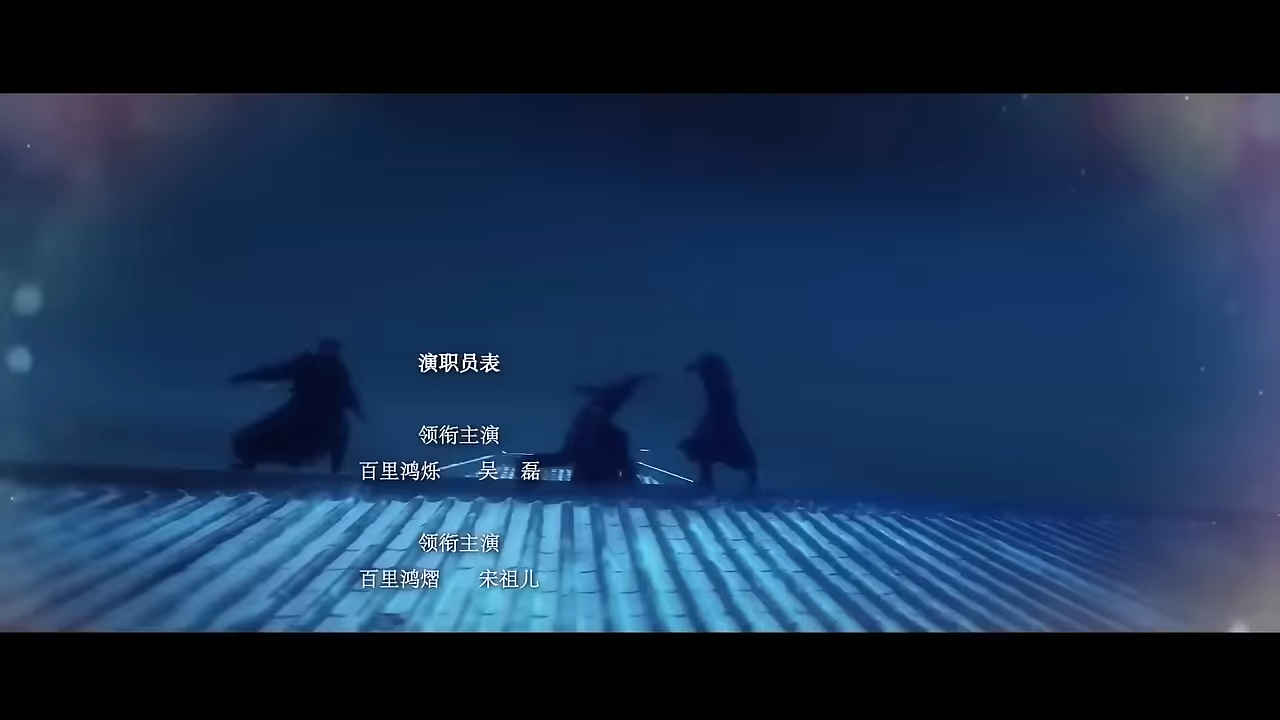 演职员表
领衔主演
百里鸿烁 吴 磊
领衔主演
百里鸿熠 宋祖儿